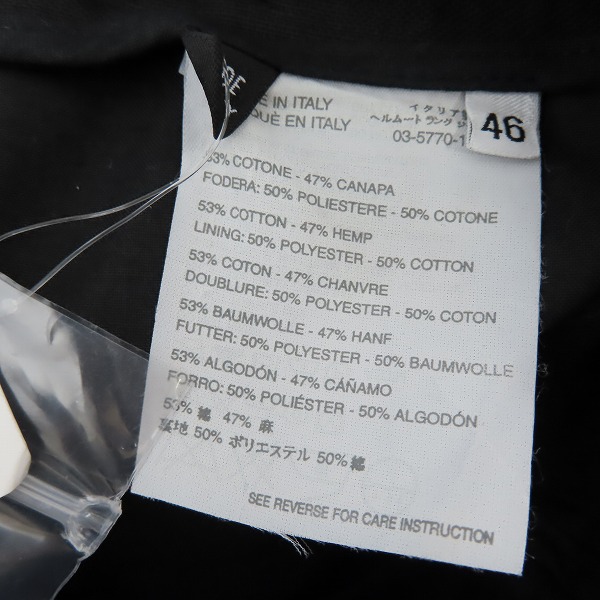 IN ITALY
EN ITALY
イタリア
ヘルムート ラング
03-5770-1
46
53% COTONE - 47% CANAPA
FODERA: 50% POLIESTERE - 50% COTONE
53% COTTON - 47% HEMP
LINING: 50% POLYESTER - 50% COTTON
53% COTON - 47% CHANVRE
DOUBLURE: 50% POLYESTER - 50% COTON
53% BAUMWOLLE - 47% HANF
FUTTER: 50% POLYESTER - 50% BAUMWOLLE
53% ALGODÓN - 47% CÁÑAMO
FORRO: 50% POLIÉSTER - 50% ALGODÓN
53% 綿 47% 麻
裏地 50% ポリエステル 50% 綿
SEE REVERSE FOR CARE INSTRUCTION